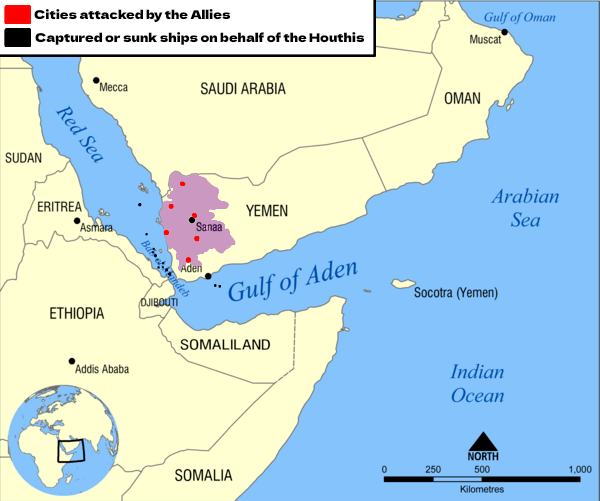 Cities attacked by the Allies
Captured or sunk ships on behalf of the Houthis
Gulf of Oman
Muscat
Mecca
SAUDI ARABIA
OMAN
Red Sea
SUDAN
Arabian
Sea
ERITREA
YEMEN
Sanaa
Asmara
Aden
Gulf of Aden
Socotra (Yemen)
DJIBOUTI
ETHIOPIA
SOMALILAND
Addis Ababa
Indian
Ocean
NORTH
SOMALIA
0 250 500 1,000
Kilometres